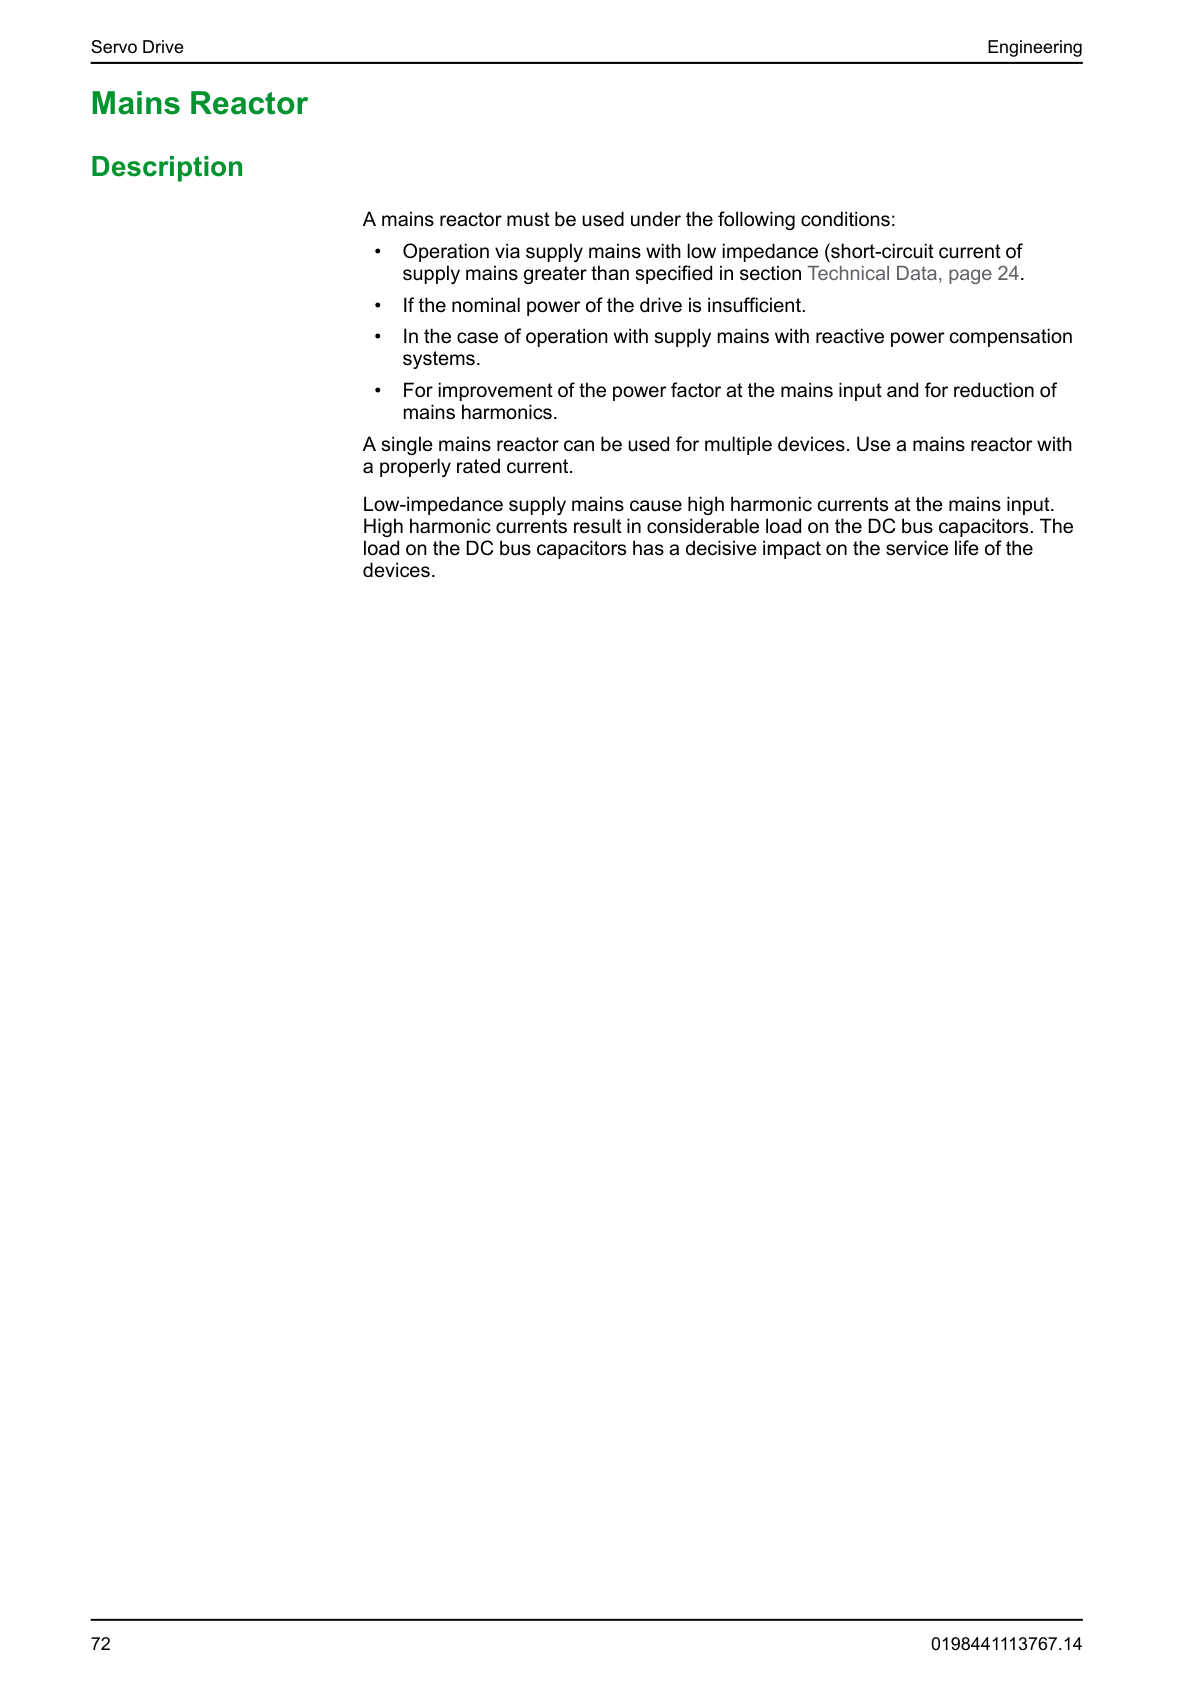 Servo Drive
Engineering
Mains Reactor
Description
A mains reactor must be used under the following conditions:
• Operation via supply mains with low impedance (short-circuit current of
supply mains greater than specified in section Technical Data, page 24.
• If the nominal power of the drive is insufficient.
• In the case of operation with supply mains with reactive power compensation
systems.
• For improvement of the power factor at the mains input and for reduction of
mains harmonics.
A single mains reactor can be used for multiple devices. Use a mains reactor with
a properly rated current.
Low-impedance supply mains cause high harmonic currents at the mains input.
High harmonic currents result in considerable load on the DC bus capacitors. The
load on the DC bus capacitors has a decisive impact on the service life of the
devices.
72
0198441113767.14